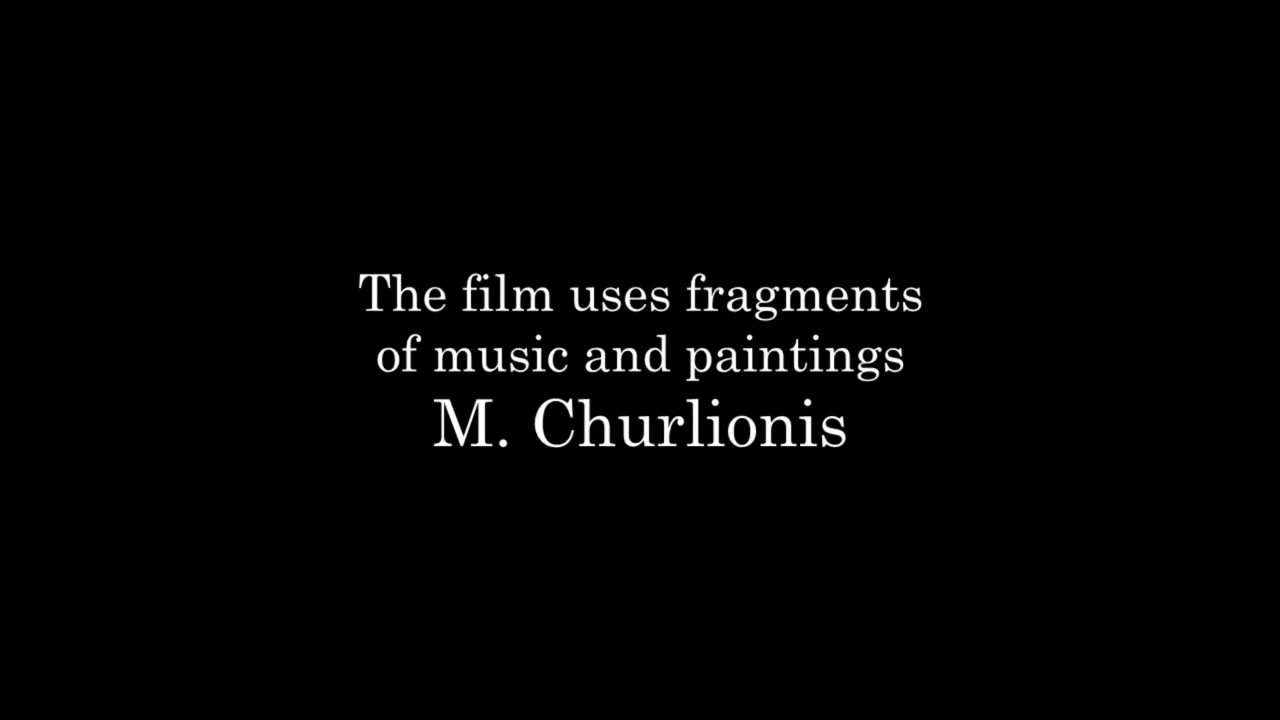 The film uses fragments
of music and paintings
M. Churlionis